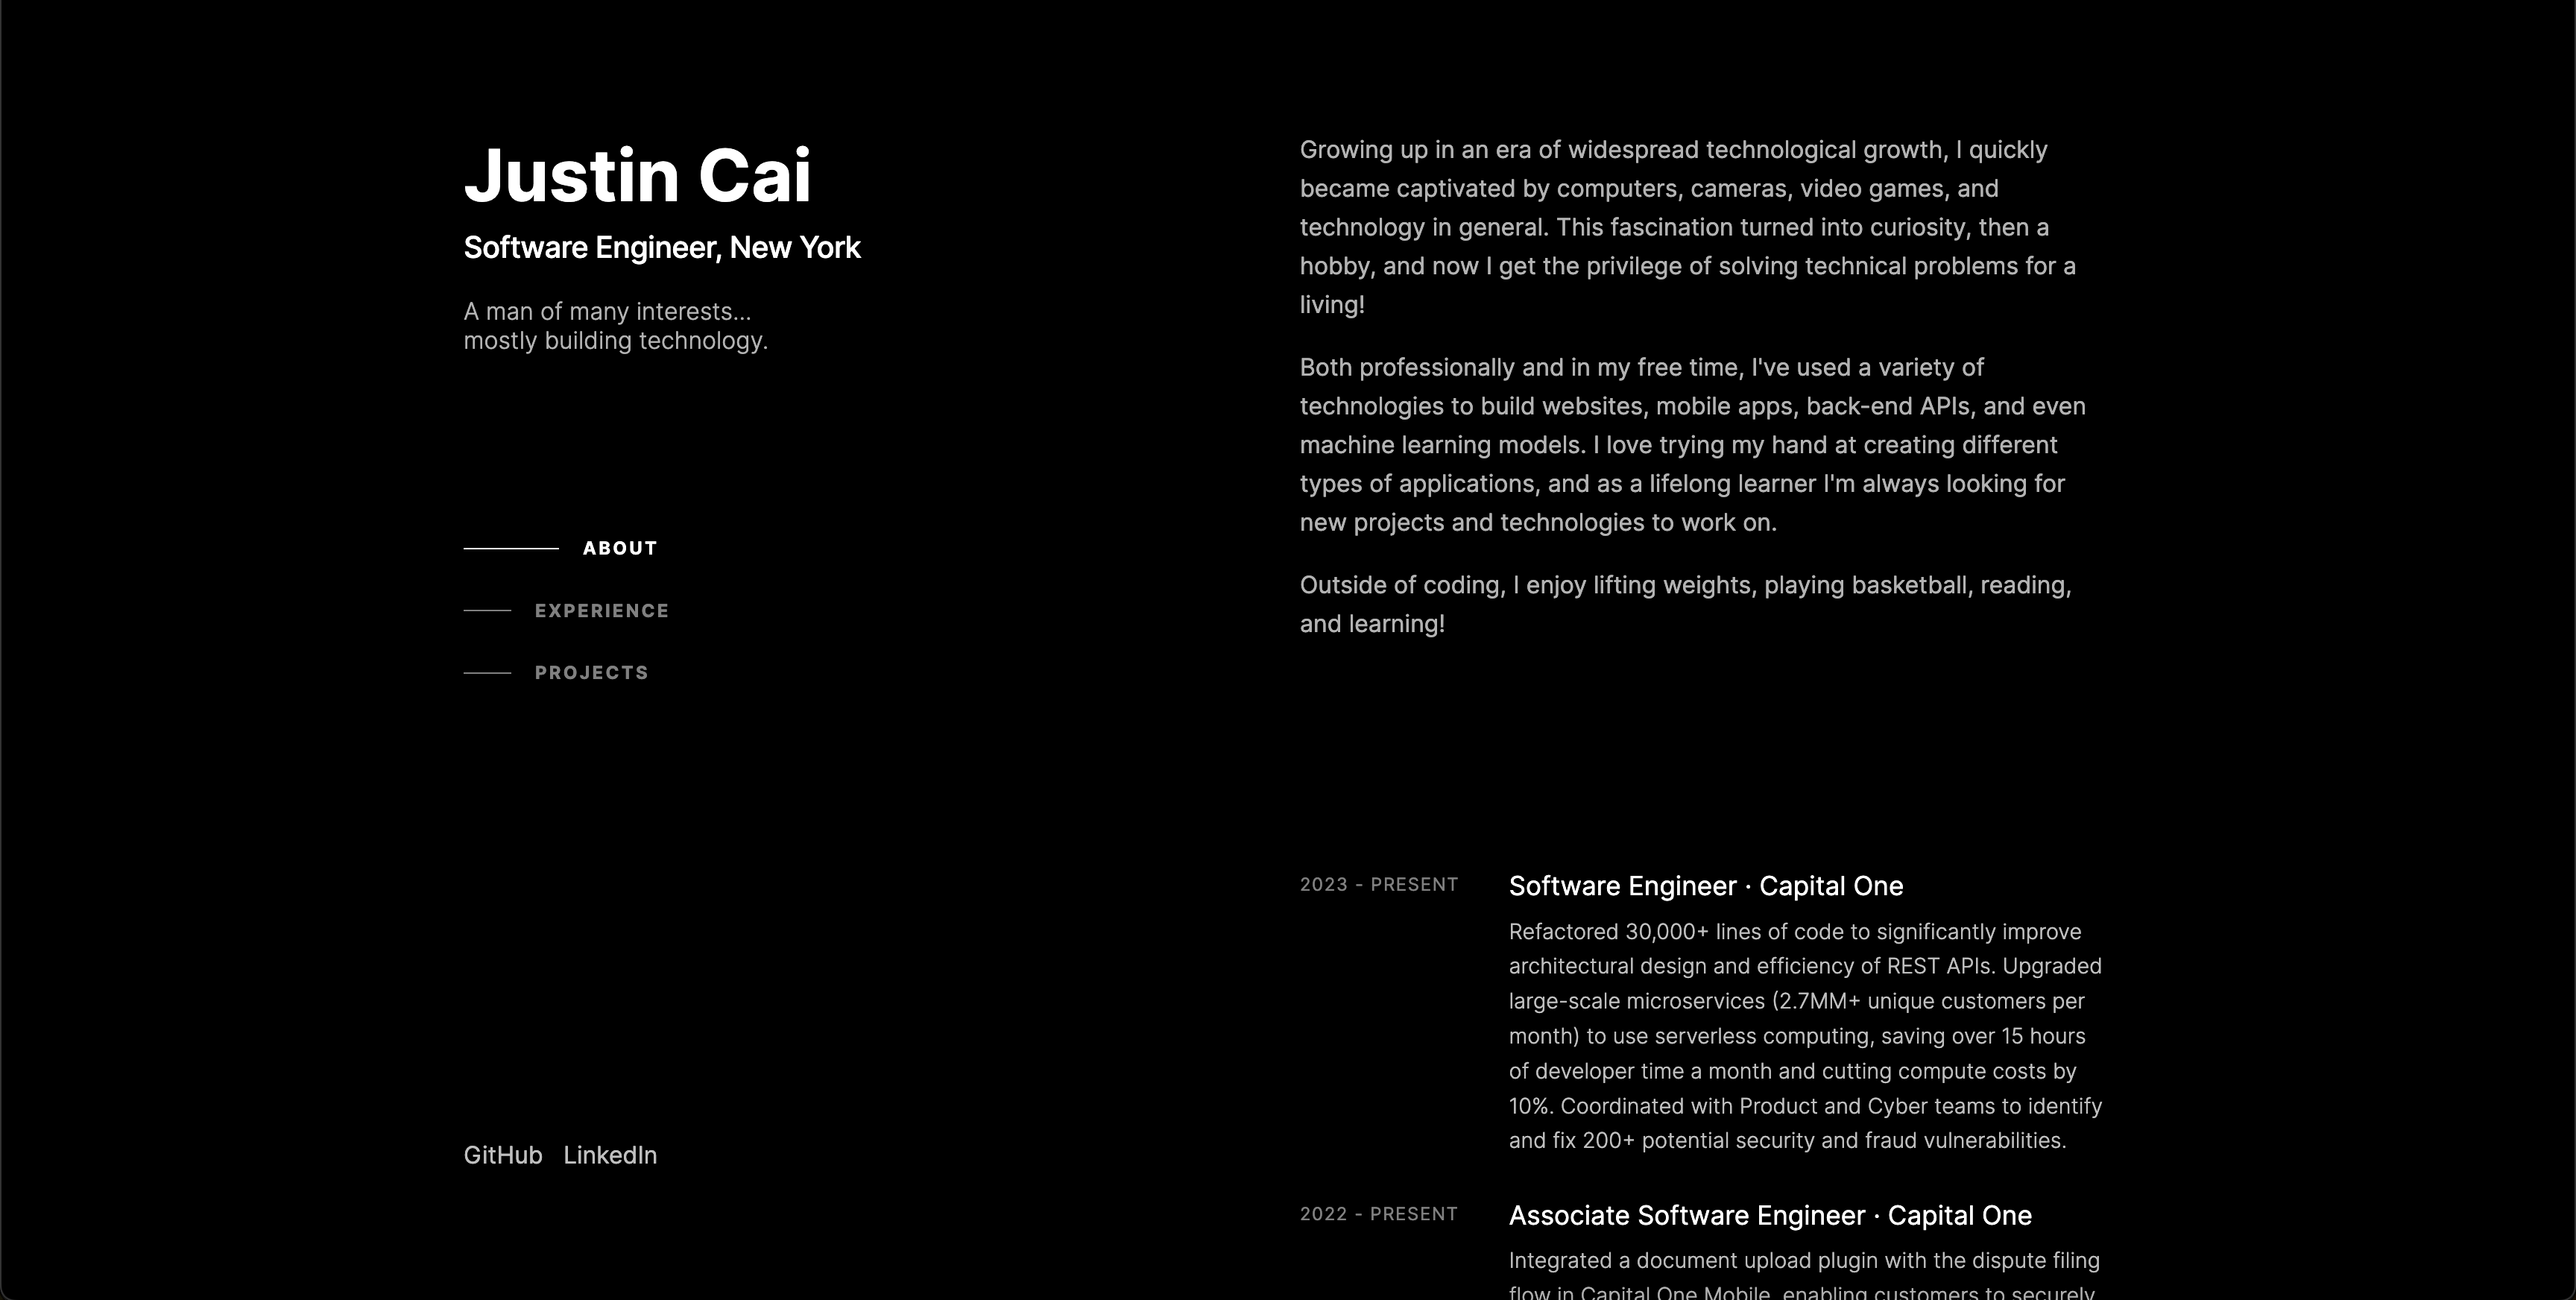 Justin Cai
Software Engineer, New York
A man of many interests...
mostly building technology.
ABOUT
EXPERIENCE
PROJECTS
GitHub LinkedIn
Growing up in an era of widespread technological growth, I quickly
became captivated by computers, cameras, video games, and
technology in general. This fascination turned into curiosity, then a
hobby, and now I get the privilege of solving technical problems for a
living!
Both professionally and in my free time, I've used a variety of
technologies to build websites, mobile apps, back-end APIs, and even
machine learning models. I love trying my hand at creating different
types of applications, and as a lifelong learner I'm always looking for
new projects and technologies to work on.
Outside of coding, I enjoy lifting weights, playing basketball, reading,
and learning!
2023 - PRESENT
Software Engineer · Capital One
Refactored 30,000+ lines of code to significantly improve
architectural design and efficiency of REST APIs. Upgraded
large-scale microservices (2.7MM+ unique customers per
month) to use serverless computing, saving over 15 hours
of developer time a month and cutting compute costs by
10%. Coordinated with Product and Cyber teams to identify
and fix 200+ potential security and fraud vulnerabilities.
2022 - PRESENT
Associate Software Engineer · Capital One
Integrated a document upload plugin with the dispute filing
flow in Capital One Mobile, enabling customers to securely